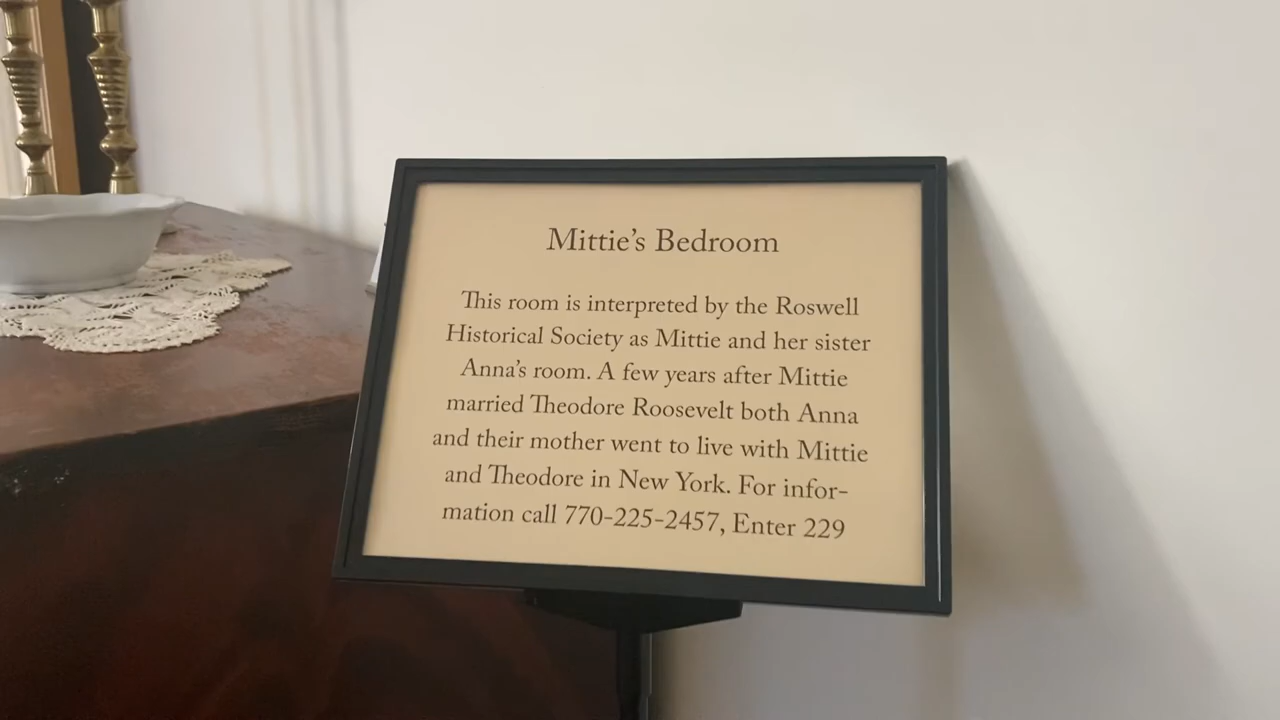 Mittie's Bedroom
This room is interpreted by the Roswell
Historical Society as Mittie and her sister
Anna's room. A few years after Mittie
married Theodore Roosevelt both Anna
and their mother went to live with Mittie
and Theodore in New York. For infor-
mation call 770-225-2457, Enter 229